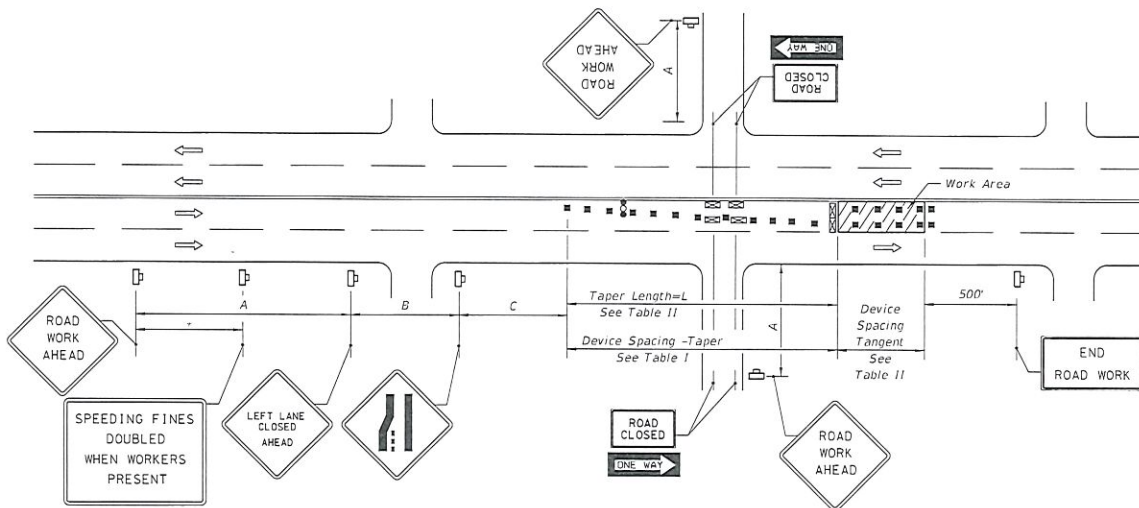 ROAD
WORK
AHEAD
A
ONE WAY
ROAD
CLOSED
Work Area
A
B
C
Taper Length=L
See Table II
Device Spacing -Taper
See Table I
A
Device
Spacing
Tangent
See
Table II
500'
ROAD
WORK
AHEAD
SPEEDING FINES
DOUBLED
WHEN WORKERS
PRESENT
LEFT LANE
CLOSED
AHEAD
ROAD
CLOSED
ONE WAY
ROAD
WORK
AHEAD
END
ROAD WORK